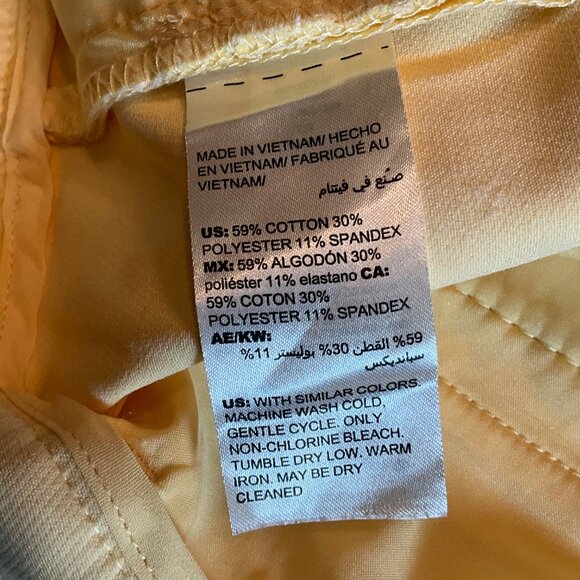 MADE IN VIETNAM/ HECHO
EN VIETNAM/ FABRIQUÉ AU
VIETNAM/
صنّع في فيتنام
US: 59% COTTON 30%
POLYESTER 11% SPANDEX
MX: 59% ALGODÓN 30%
poliéster 11% elastano CA:
59% COTON 30%
POLYESTER 11% SPANDEX
AE/KW:
59% القطن 30% بوليستر 11%
سبانديكس
US: WITH SIMILAR COLORS.
MACHINE WASH COLD,
GENTLE CYCLE. ONLY
NON-CHLORINE BLEACH.
TUMBLE DRY LOW. WARM
IRON. MAY BE DRY
CLEANED